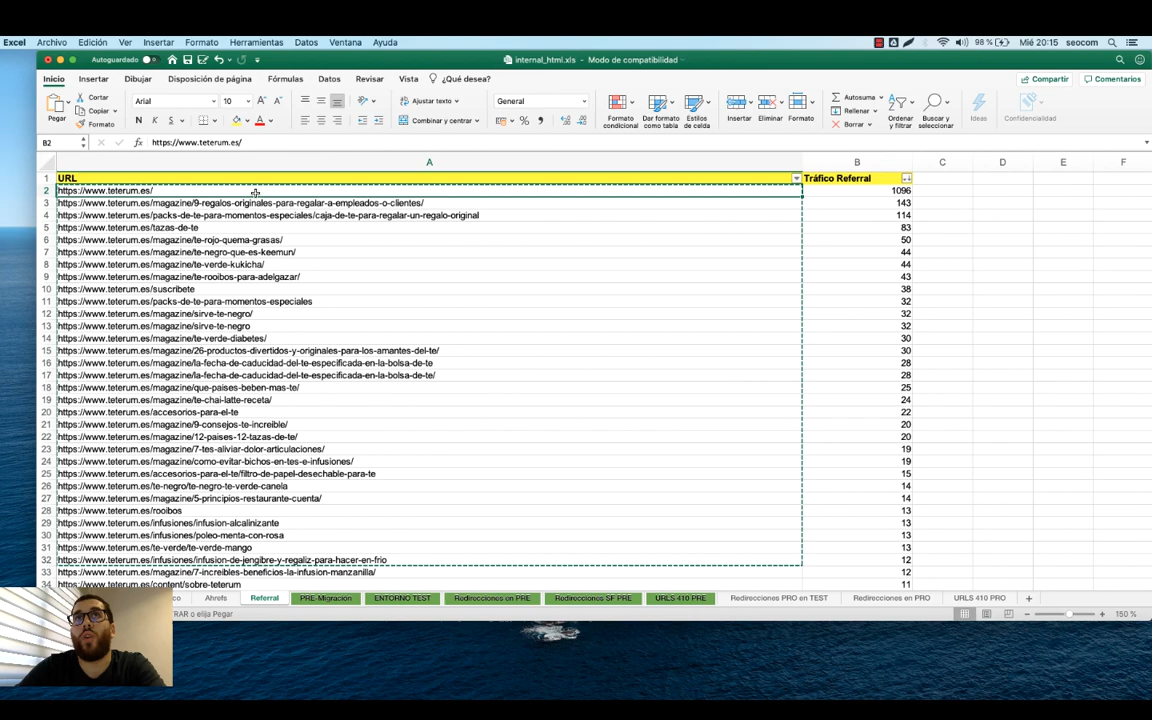 Excel Archivo Edición Ver Insertar Formato Herramientas Datos Ventana Ayuda 98 % Mié 20:15 seocom
Autoguardado internal_html.xls - Modo de compatibilidad
Inicio Insertar Dibujar Disposición de página Fórmulas Datos Revisar Vista ¿Qué desea? Compartir Comentarios
Pegar Cortar Copiar Formato Arial 10 N K S Ajustar texto Combinar y centrar General Formato condicional Dar formato como tabla Estilos de celda Insertar Eliminar Formato Autosuma Rellenar Borrar Ordenar y filtrar Buscar y seleccionar Ideas Confidencialidad
B2 fx https://www.teterum.es/
A B C D E F
1 URL Tráfico Referral
2 https://www.teterum.es/ 1096
3 https://www.teterum.es/magazine/9-regalos-originales-para-regalar-a-empleados-o-clientes/ 143
4 https://www.teterum.es/packs-de-te-para-momentos-especiales/caja-de-te-para-regalar-un-regalo-original 114
5 https://www.teterum.es/tazas-de-te 83
6 https://www.teterum.es/magazine/te-rojo-quema-grasas/ 50
7 https://www.teterum.es/magazine/te-negro-que-es-keemun/ 44
8 https://www.teterum.es/magazine/te-verde-kukicha/ 44
9 https://www.teterum.es/magazine/te-rooibos-para-adelgazar/ 43
10 https://www.teterum.es/suscribete 38
11 https://www.teterum.es/packs-de-te-para-momentos-especiales 32
12 https://www.teterum.es/magazine/sirve-te-negro/ 32
13 https://www.teterum.es/magazine/sirve-te-negro 32
14 https://www.teterum.es/magazine/te-verde-diabetes/ 30
15 https://www.teterum.es/magazine/26-productos-divertidos-y-originales-para-los-amantes-del-te/ 30
16 https://www.teterum.es/magazine/la-fecha-de-caducidad-del-te-especificada-en-la-bolsa-de-te 28
17 https://www.teterum.es/magazine/la-fecha-de-caducidad-del-te-especificada-en-la-bolsa-de-te/ 28
18 https://www.teterum.es/magazine/que-paises-beben-mas-te/ 25
19 https://www.teterum.es/magazine/te-chai-latte-receta/ 24
20 https://www.teterum.es/accesorios-para-el-te 22
21 https://www.teterum.es/magazine/9-consejos-te-increible/ 20
22 https://www.teterum.es/magazine/12-paises-12-tazas-de-te/ 20
23 https://www.teterum.es/magazine/7-tes-aliviar-dolor-articulaciones/ 19
24 https://www.teterum.es/magazine/como-evitar-bichos-en-tes-e-infusiones/ 19
25 https://www.teterum.es/accesorios-para-el-te/filtro-de-papel-desechable-para-te 15
26 https://www.teterum.es/te-negro/te-negro-te-verde-canela 14
27 https://www.teterum.es/magazine/5-principios-restaurante-cuenta/ 14
28 https://www.teterum.es/rooibos 13
29 https://www.teterum.es/infusiones/infusion-alcalinizante 13
30 https://www.teterum.es/infusiones/poleo-menta-con-rosa 13
31 https://www.teterum.es/te-verde/te-verde-mango 13
32 https://www.teterum.es/infusiones/infusion-de-jengibre-y-regaliz-para-hacer-en-frio 12
33 https://www.teterum.es/magazine/7-increibles-beneficios-la-infusion-manzanilla/ 12
34 https://www.teterum.es/content/sobre-teterum 11
Ahrefs Referral PRE-Migración ENTORNO TEST Redirecciones en PRE Redirecciones SF PRE URLS 410 PRE Redirecciones PRO en TEST Redirecciones en PRO URLS 410 PRO
o elija Pegar 150 %